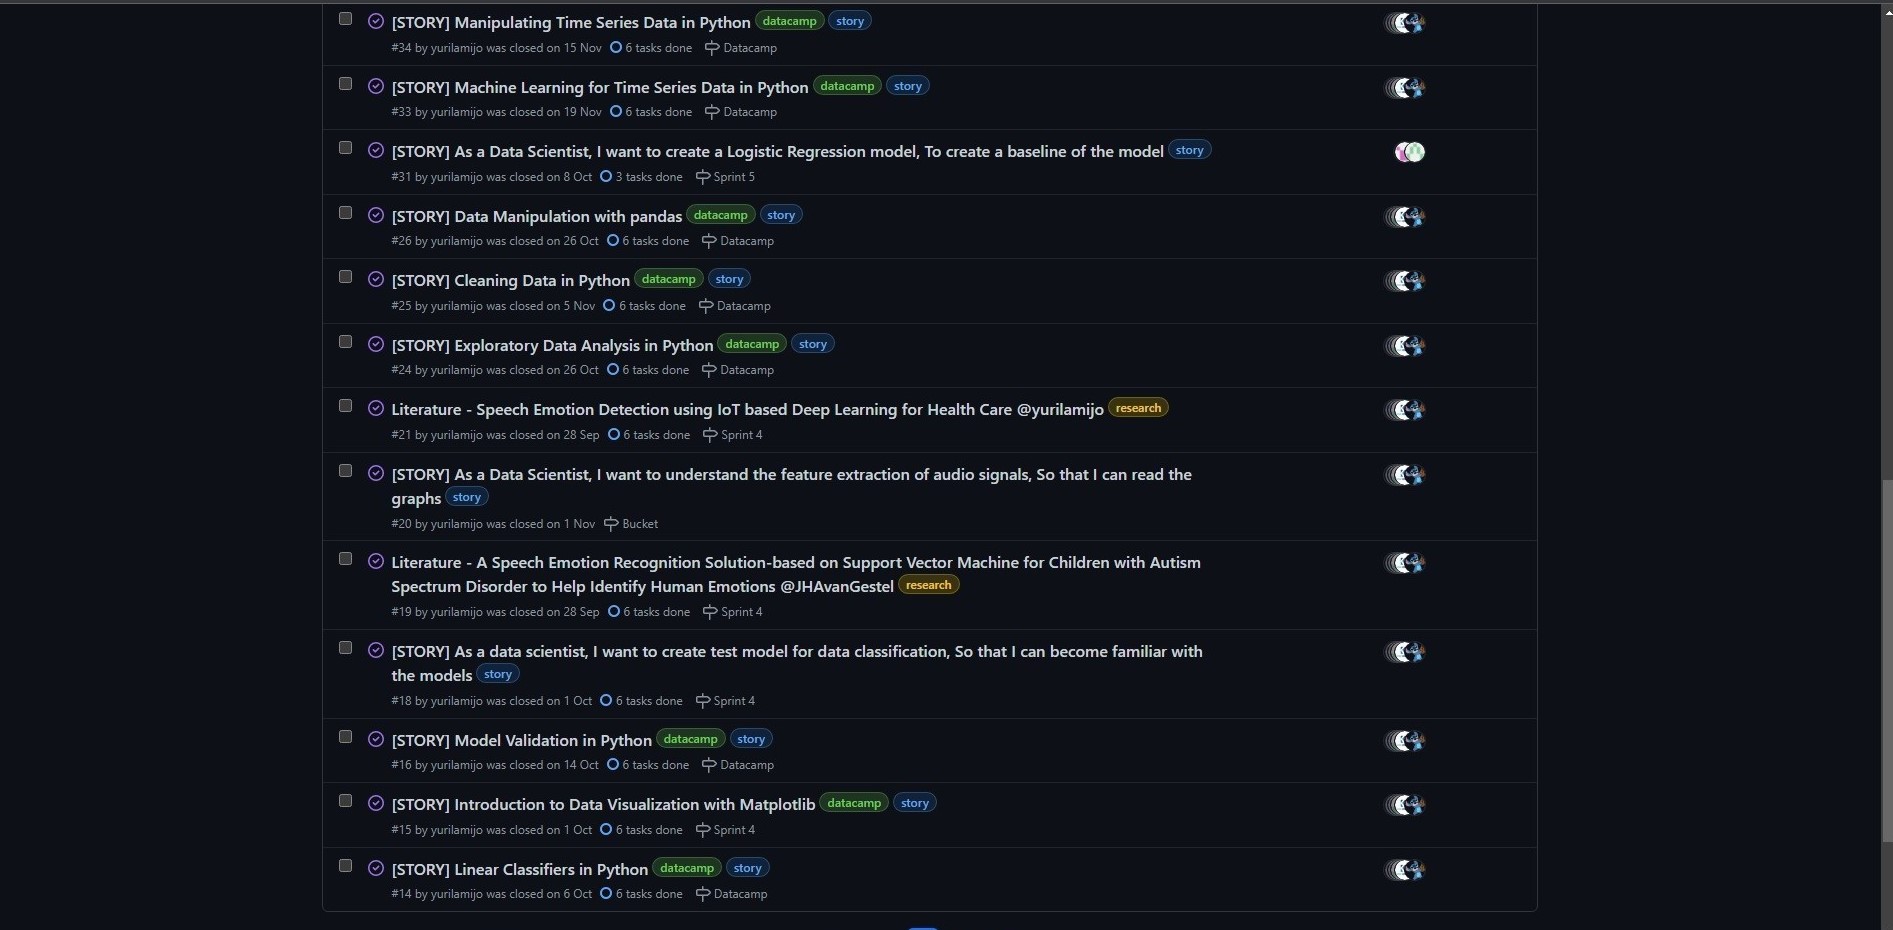 [STORY] Manipulating Time Series Data in Python datacamp story
#34 by yurilamijo was closed on 15 Nov 6 tasks done Datacamp
[STORY] Machine Learning for Time Series Data in Python datacamp story
#33 by yurilamijo was closed on 19 Nov 6 tasks done Datacamp
[STORY] As a Data Scientist, I want to create a Logistic Regression model, To create a baseline of the model story
#31 by yurilamijo was closed on 8 Oct 3 tasks done Sprint 5
[STORY] Data Manipulation with pandas datacamp story
#26 by yurilamijo was closed on 26 Oct 6 tasks done Datacamp
[STORY] Cleaning Data in Python datacamp story
#25 by yurilamijo was closed on 5 Nov 6 tasks done Datacamp
[STORY] Exploratory Data Analysis in Python datacamp story
#24 by yurilamijo was closed on 26 Oct 6 tasks done Datacamp
Literature - Speech Emotion Detection using IoT based Deep Learning for Health Care @yurilamijo research
#21 by yurilamijo was closed on 28 Sep 6 tasks done Sprint 4
[STORY] As a Data Scientist, I want to understand the feature extraction of audio signals, So that I can read the
graphs story
#20 by yurilamijo was closed on 1 Nov Bucket
Literature - A Speech Emotion Recognition Solution-based on Support Vector Machine for Children with Autism
Spectrum Disorder to Help Identify Human Emotions @JHAvanGestel research
#19 by yurilamijo was closed on 28 Sep 6 tasks done Sprint 4
[STORY] As a data scientist, I want to create test model for data classification, So that I can become familiar with
the models story
#18 by yurilamijo was closed on 1 Oct 6 tasks done Sprint 4
[STORY] Model Validation in Python datacamp story
#16 by yurilamijo was closed on 14 Oct 6 tasks done Datacamp
[STORY] Introduction to Data Visualization with Matplotlib datacamp story
#15 by yurilamijo was closed on 1 Oct 6 tasks done Sprint 4
[STORY] Linear Classifiers in Python datacamp story
#14 by yurilamijo was closed on 6 Oct 6 tasks done Datacamp